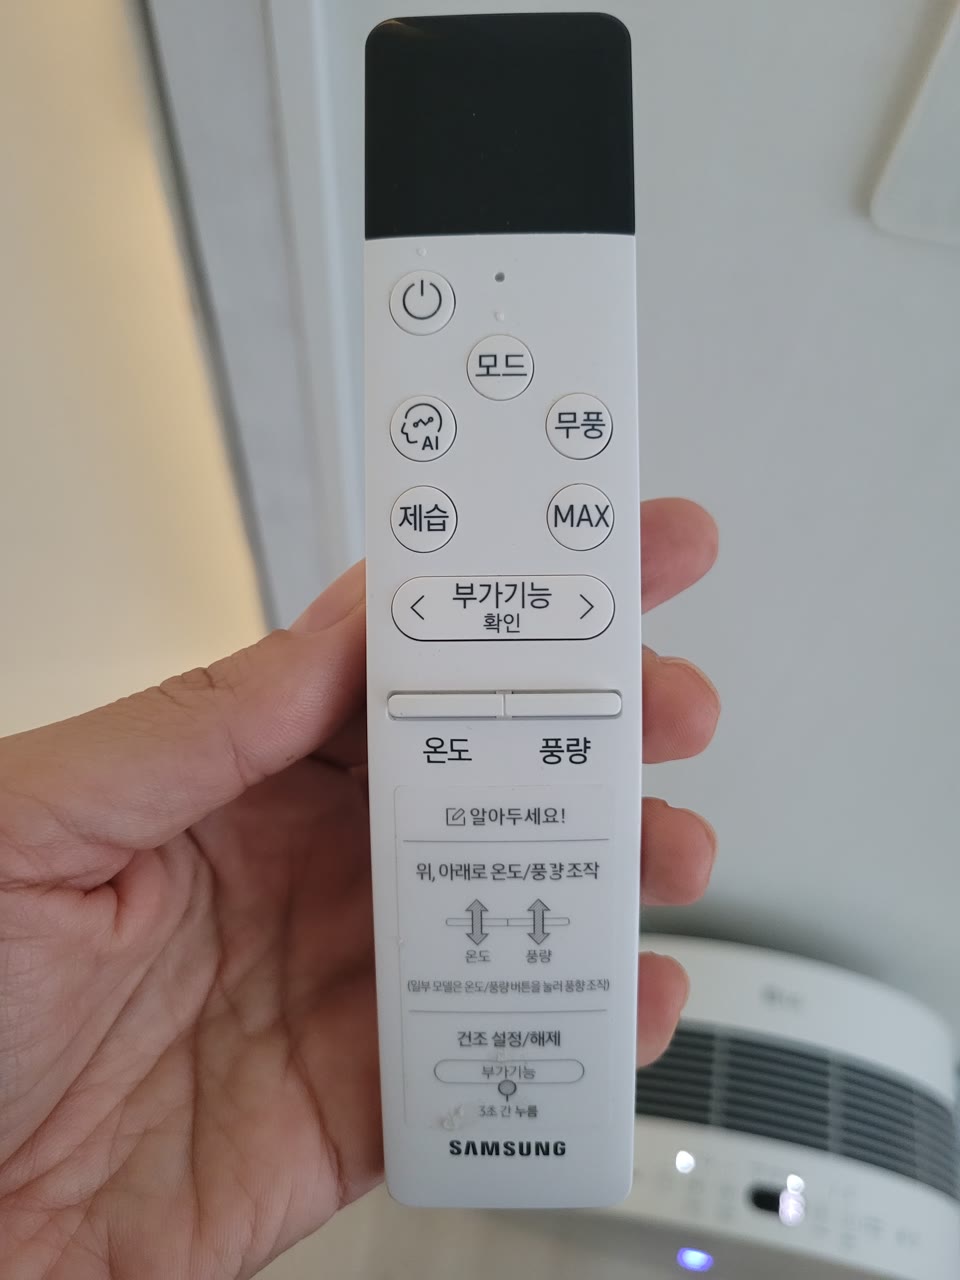 모드
AI
무풍
제습
MAX
< 부가기능 >
확인
온도 풍량
알아두세요!
위, 아래로 온도/풍량 조작
온도 풍량
(일부 모델은 온도/풍량 버튼을 눌러 풍향 조작)
건조 설정/해제
부가기능
3초 간 누름
SAMSUNG